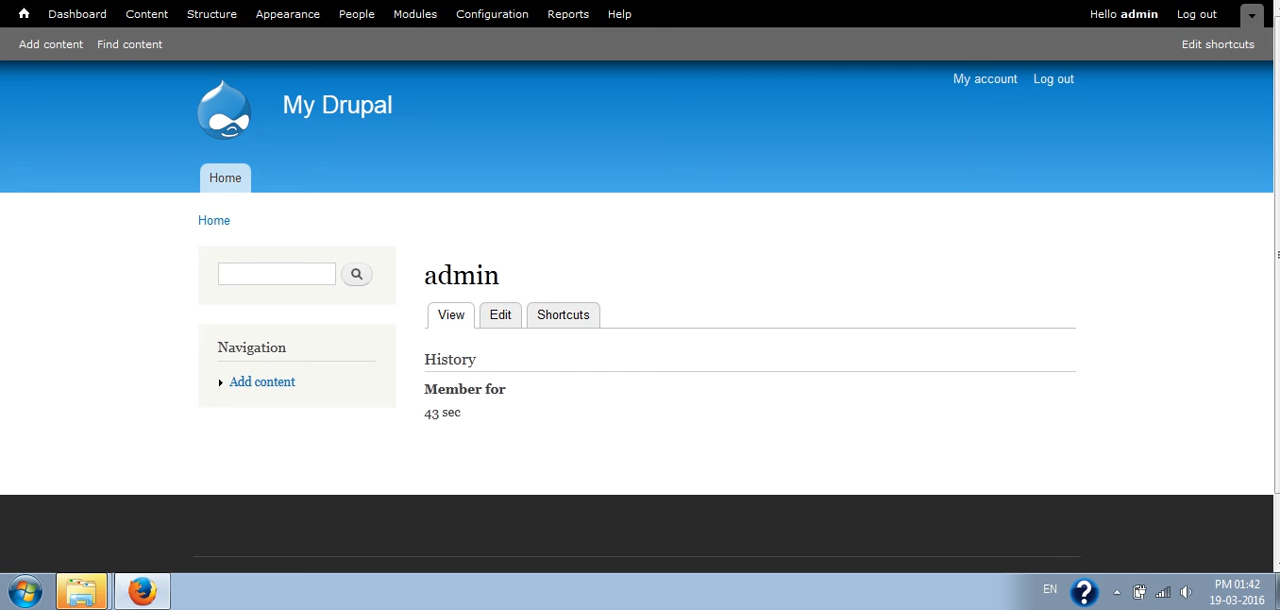 Dashboard Content Structure Appearance People Modules Configuration Reports Help Hello admin Log out
Add content Find content Edit shortcuts
My account Log out
My Drupal
Home
Home
admin
View Edit Shortcuts
Navigation
Add content
History
Member for
43 sec
EN ? PM 01:42
19-03-2016